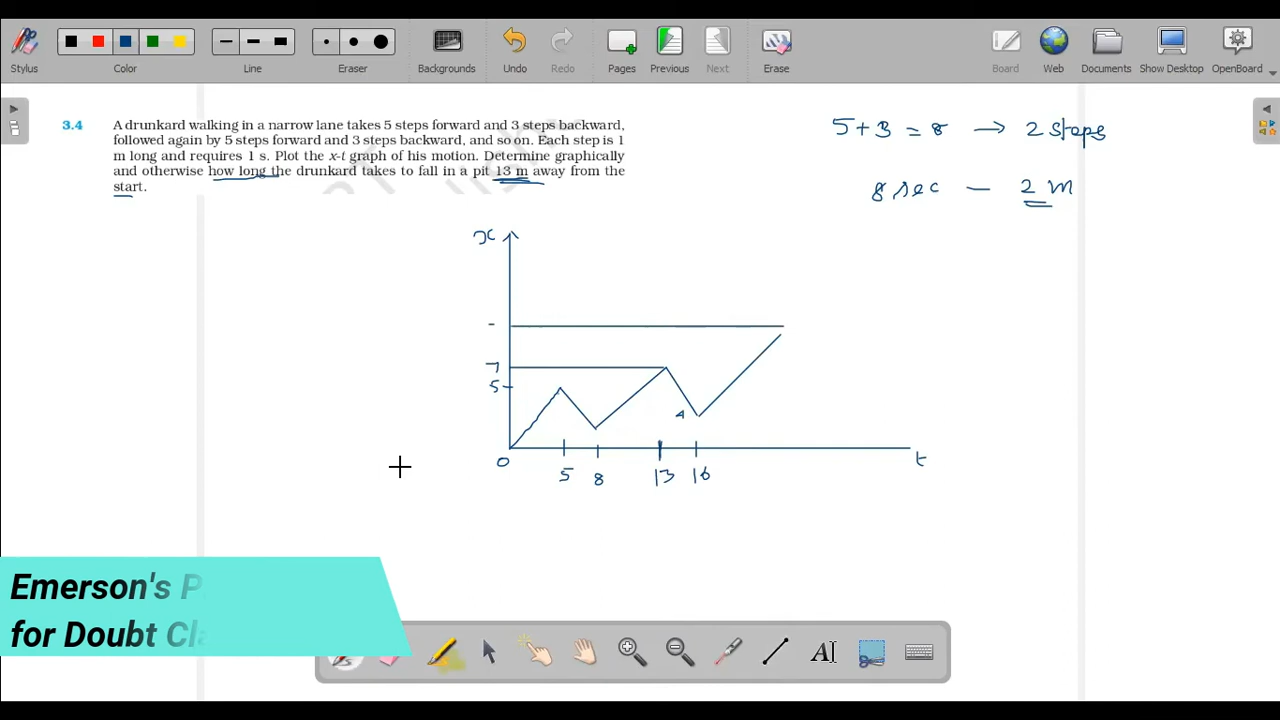 Stylus Color Line Eraser Backgrounds Undo Redo Pages Previous Next Erase Board Web Documents Show Desktop OpenBoard
3.4 A drunkard walking in a narrow lane takes 5 steps forward and 3 steps backward,
followed again by 5 steps forward and 3 steps backward, and so on. Each step is 1
m long and requires 1 s. Plot the x-t graph of his motion. Determine graphically
and otherwise how long the drunkard takes to fall in a pit 13 m away from the
start.
5+3 = 8 → 2 steps
8 sec — 2 m
x
7
5
4
0
5 8 13 16
t
Emerson's
for Doubt
AI